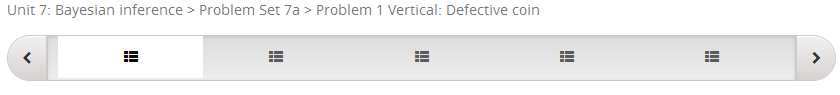 Unit 7: Bayesian inference > Problem Set 7a > Problem 1 Vertical: Defective coin